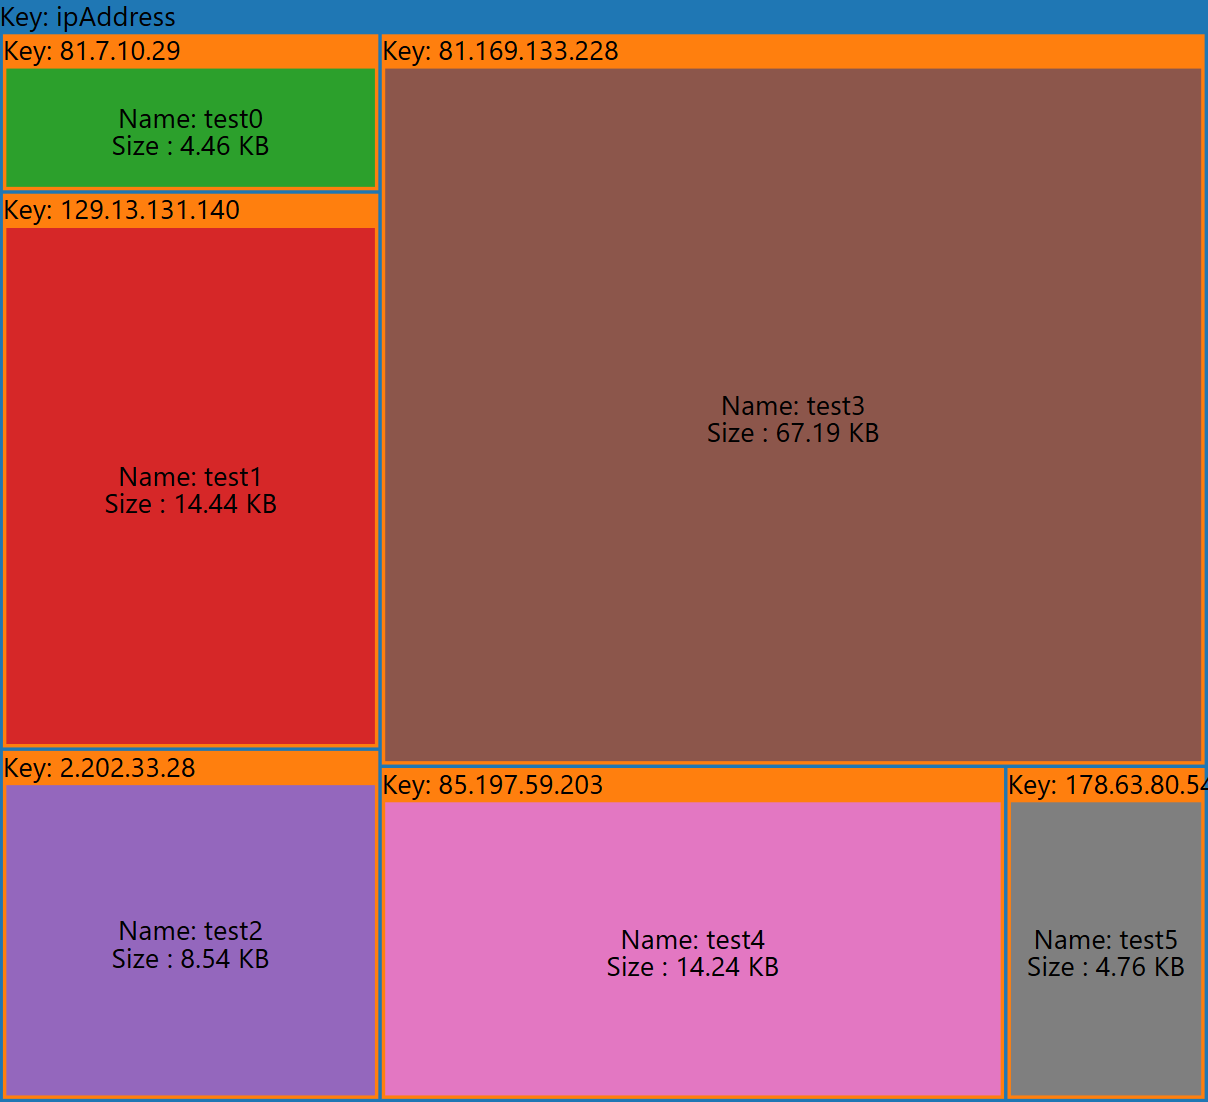 Key: ipAddress
Key: 81.7.10.29
Name: test0
Size : 4.46 KB
Key: 129.13.131.140
Name: test1
Size : 14.44 KB
Key: 2.202.33.28
Name: test2
Size : 8.54 KB
Key: 81.169.133.228
Name: test3
Size : 67.19 KB
Key: 85.197.59.203
Name: test4
Size : 14.24 KB
Key: 178.63.80.54
Name: test5
Size : 4.76 KB